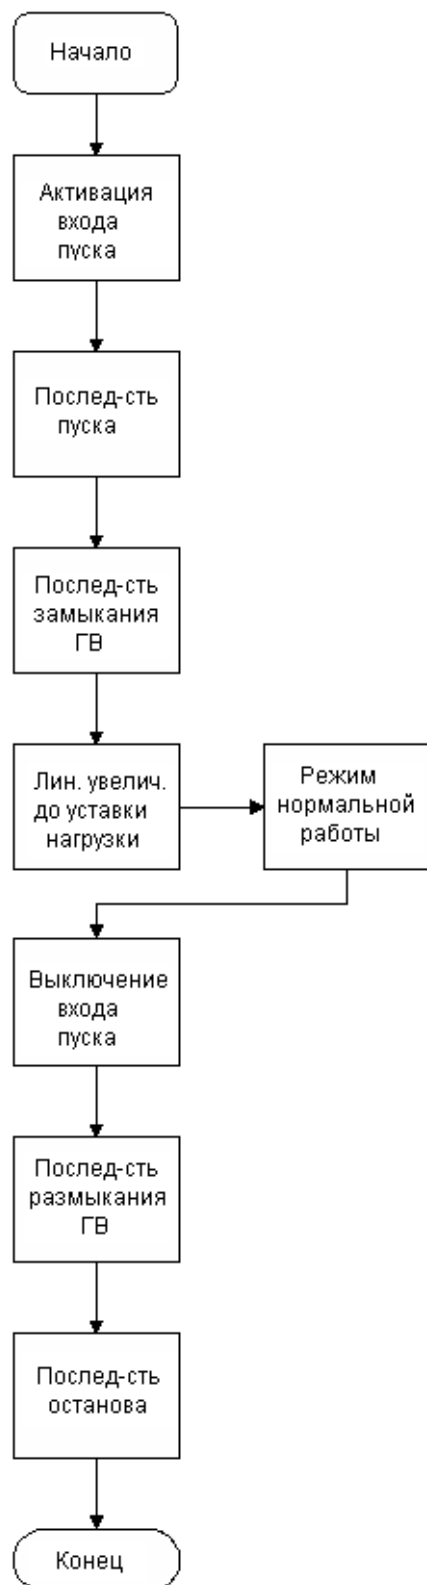 Начало
Активация
входа
пуска
Послед-сть
пуска
Послед-сть
замыкания
ГВ
Лин. увелич.
до уставки
нагрузки
Режим
нормальной
работы
Выключение
входа
пуска
Послед-сть
размыкания
ГВ
Послед-сть
останова
Конец